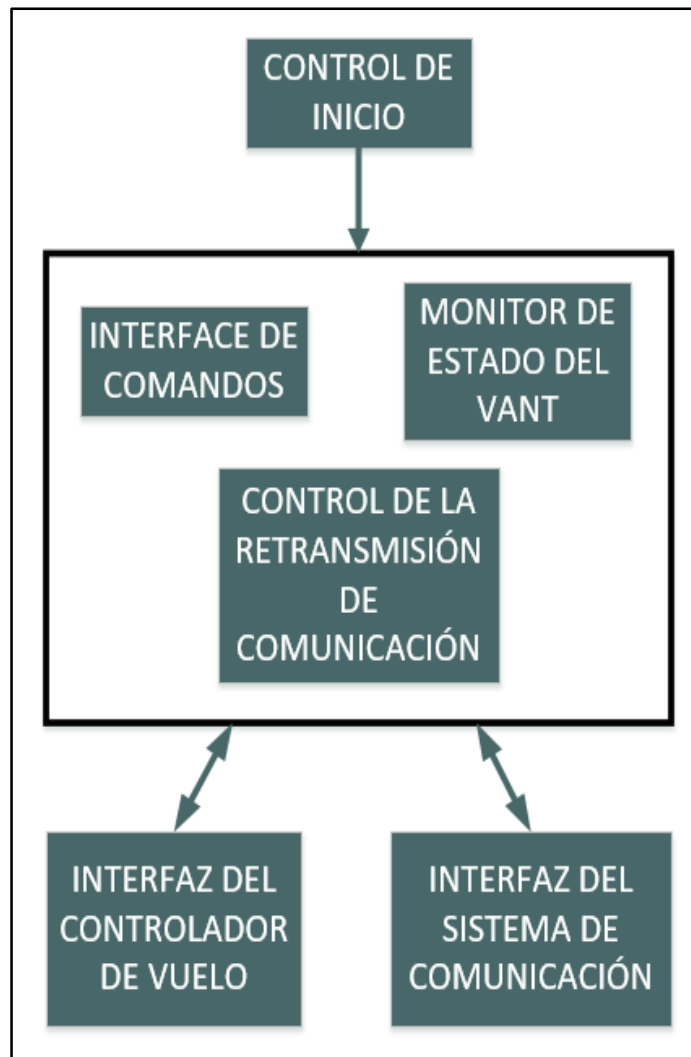 CONTROL DE
INICIO
INTERFACE DE
COMANDOS
MONITOR DE
ESTADO DEL
VANT
CONTROL DE LA
RETRANSMISIÓN
DE
COMUNICACIÓN
INTERFAZ DEL
CONTROLADOR
DE VUELO
INTERFAZ DEL
SISTEMA DE
COMUNICACIÓN